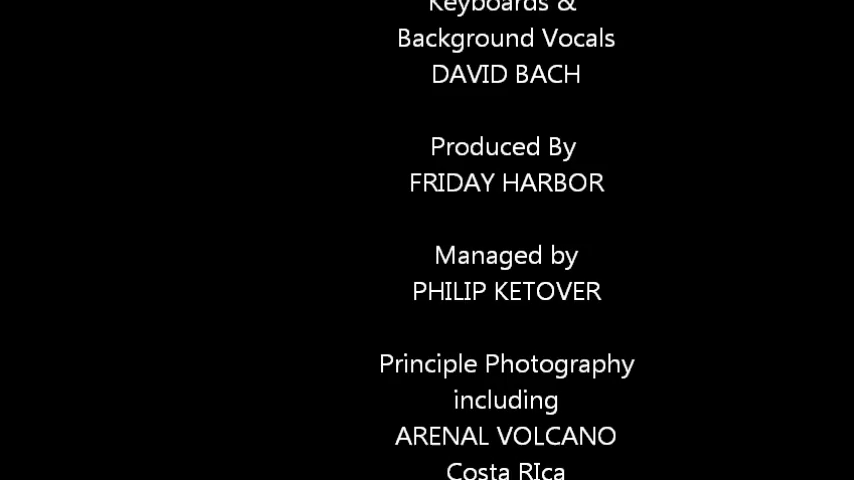 Keyboards &
Background Vocals
DAVID BACH
Produced By
FRIDAY HARBOR
Managed by
PHILIP KETOVER
Principle Photography
including
ARENAL VOLCANO
Costa RIca